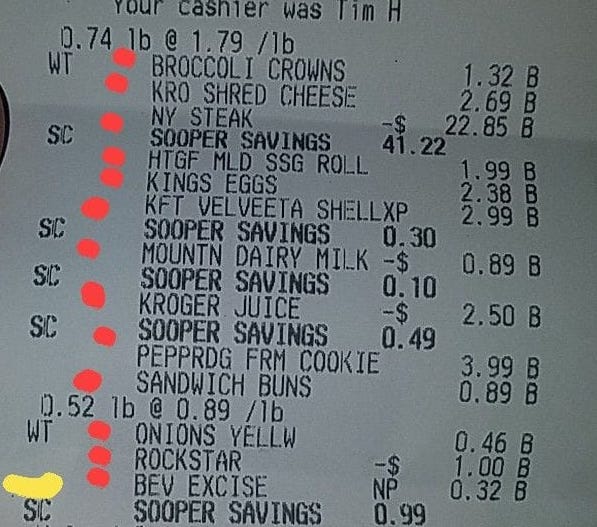 Your cashier was Tim H
0.74 lb @ 1.79 /lb
WT BROCCOLI CROWNS 1.32 B
KRO SHRED CHEESE 2.69 B
NY STEAK 22.85 B
SC SOOPER SAVINGS -$ 41.22
HTGF MLD SSG ROLL 1.99 B
KINGS EGGS 2.38 B
KFT VELVEETA SHELLXP 2.99 B
SC SOOPER SAVINGS 0.30
MOUNTN DAIRY MILK -$ 0.89 B
SC SOOPER SAVINGS 0.10
KROGER JUICE -$ 2.50 B
SC SOOPER SAVINGS 0.49
PEPPRDG FRM COOKIE 3.99 B
SANDWICH BUNS 0.89 B
0.52 lb @ 0.89 /lb
WT ONIONS YELLW 0.46 B
ROCKSTAR -$ 1.00 B
BEV EXCISE NP 0.32 B
SC SOOPER SAVINGS 0.99